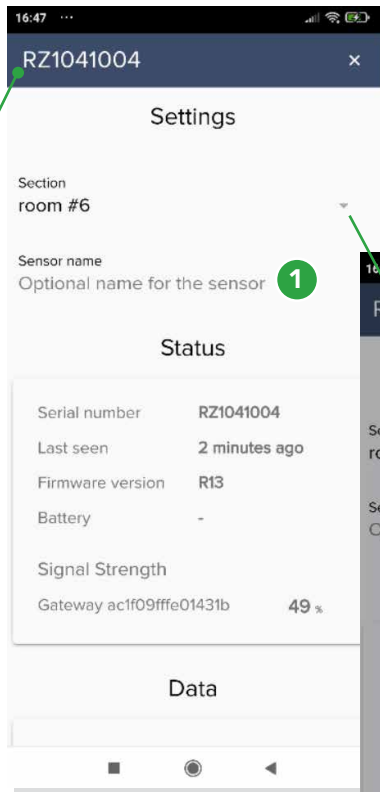 16:47 ...
RZ1041004 ×
Settings
Section
room #6
Sensor name
Optional name for the sensor 1
Status
Serial number RZ1041004
Last seen 2 minutes ago
Firmware version R13
Battery -
Signal Strength
Gateway ac1f09fffe01431b 49 %
Data